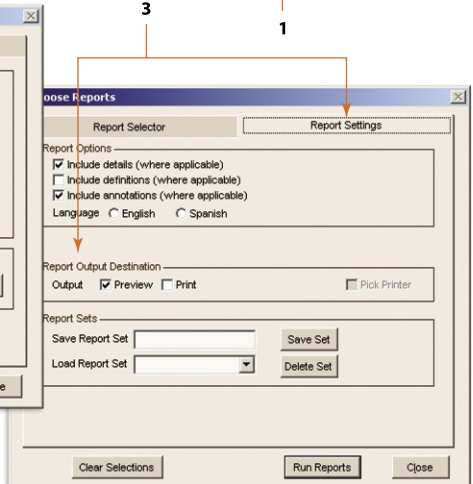 3
1
oose Reports
Report Selector
Report Settings
Report Options
Include details (where applicable)
Include definitions (where applicable)
Include annotations (where applicable)
Language English Spanish
Report Output Destination
Output Preview Print Pick Printer
Report Sets
Save Report Set Save Set
Load Report Set Delete Set
e
Clear Selections Run Reports Close